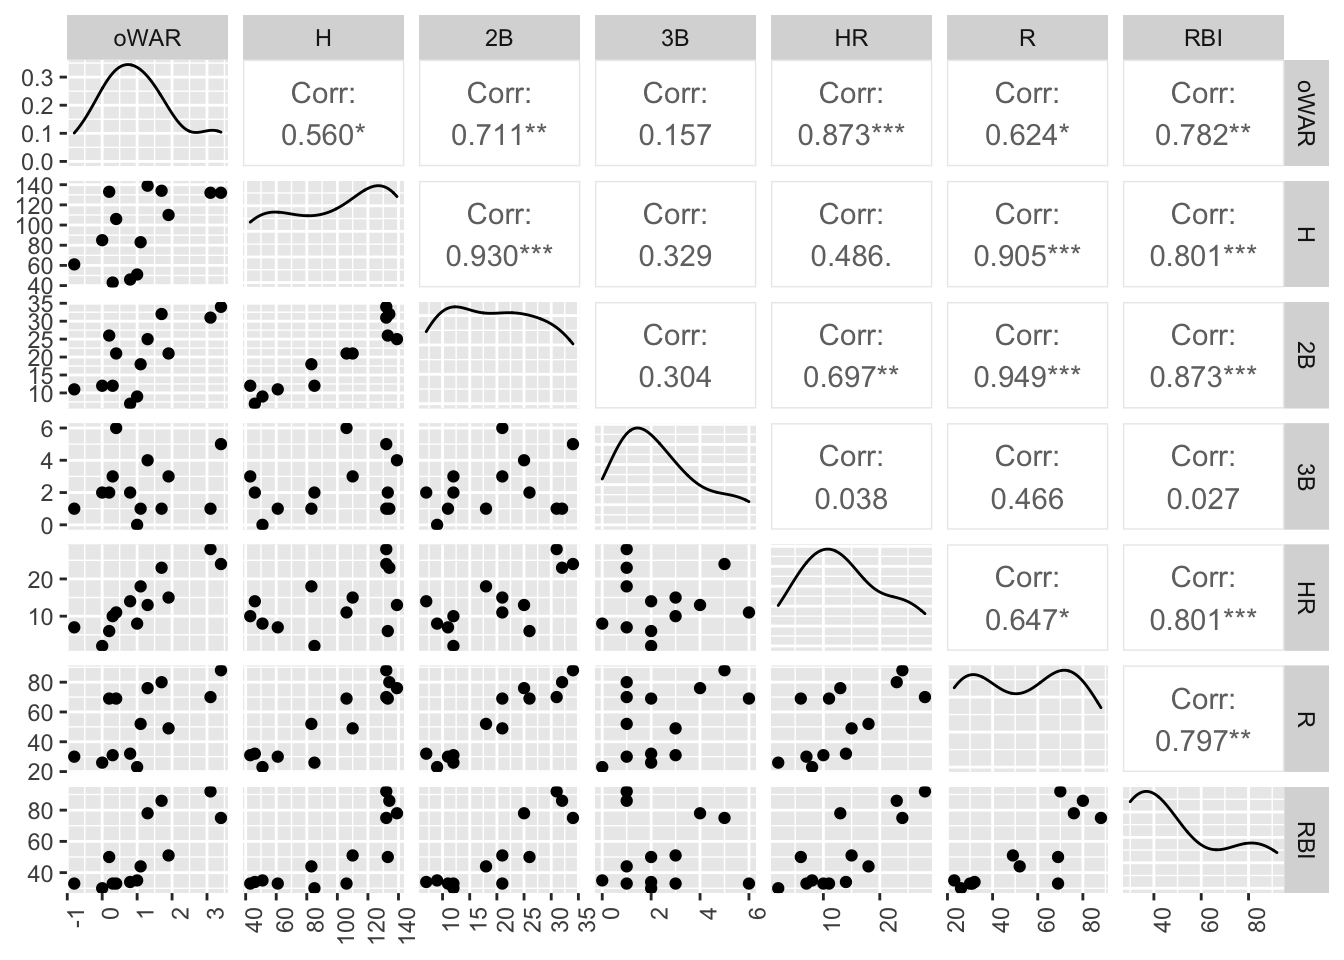 oWAR H 2B 3B HR R RBI
0.3
0.2
0.1
0.0
Corr:
0.560*
Corr:
0.711**
Corr:
0.157
Corr:
0.873***
Corr:
0.624*
Corr:
0.782**
oWAR
140
120
100
80
60
40
Corr:
0.930***
Corr:
0.329
Corr:
0.486.
Corr:
0.905***
Corr:
0.801***
H
35
30
25
20
15
10
Corr:
0.304
Corr:
0.697**
Corr:
0.949***
Corr:
0.873***
2B
6
4
2
0
Corr:
0.038
Corr:
0.466
Corr:
0.027
3B
20
10
Corr:
0.647*
Corr:
0.801***
HR
80
60
40
20
Corr:
0.797**
R
80
60
40
RBI
-1 0 1 2 3
40 60 80 100 120 140
10 15 20 25 30 35
0 2 4 6
10 20
20 40 60 80
40 60 80